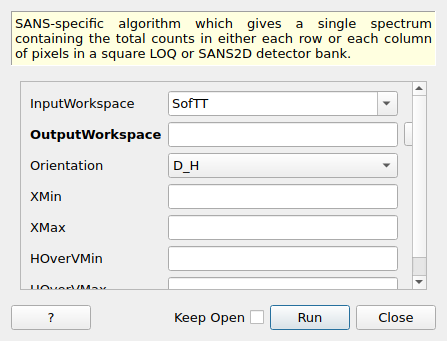 SANS-specific algorithm which gives a single spectrum
containing the total counts in either each row or each column
of pixels in a square LOQ or SANS2D detector bank.
InputWorkspace SofTT
OutputWorkspace
Orientation D_H
XMin
XMax
HOverVMin
HOverVMax
? Keep Open Run Close